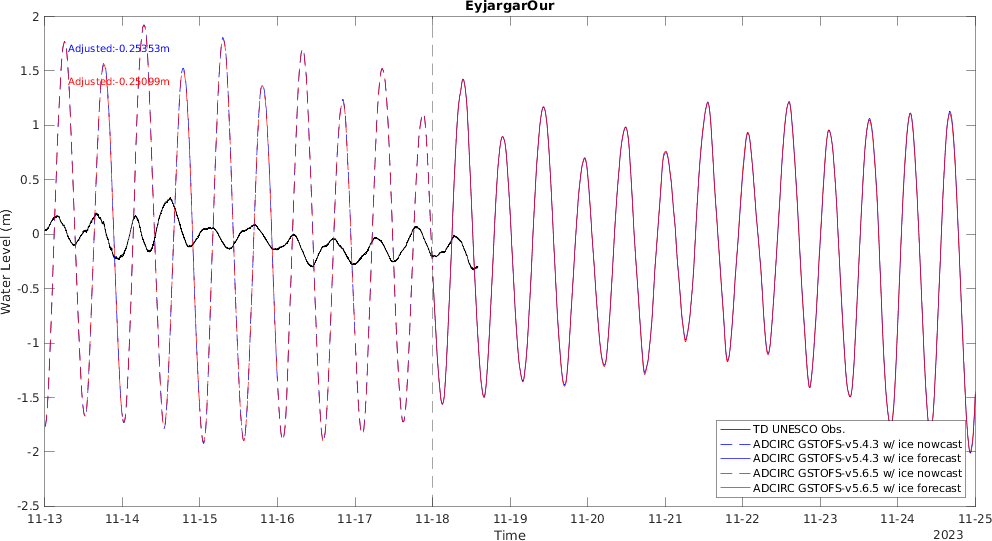 EyjargarOur
Adjusted:-0.25353m
Adjusted:-0.25099m
Water Level (m)
2
1.5
1
0.5
0
-0.5
-1
-1.5
-2
-2.5
TD UNESCO Obs.
ADCIRC GSTOFS-v5.4.3 w/ ice nowcast
ADCIRC GSTOFS-v5.4.3 w/ ice forecast
ADCIRC GSTOFS-v5.6.5 w/ ice nowcast
ADCIRC GSTOFS-v5.6.5 w/ ice forecast
11-13 11-14 11-15 11-16 11-17 11-18 11-19 11-20 11-21 11-22 11-23 11-24 11-25
Time
2023